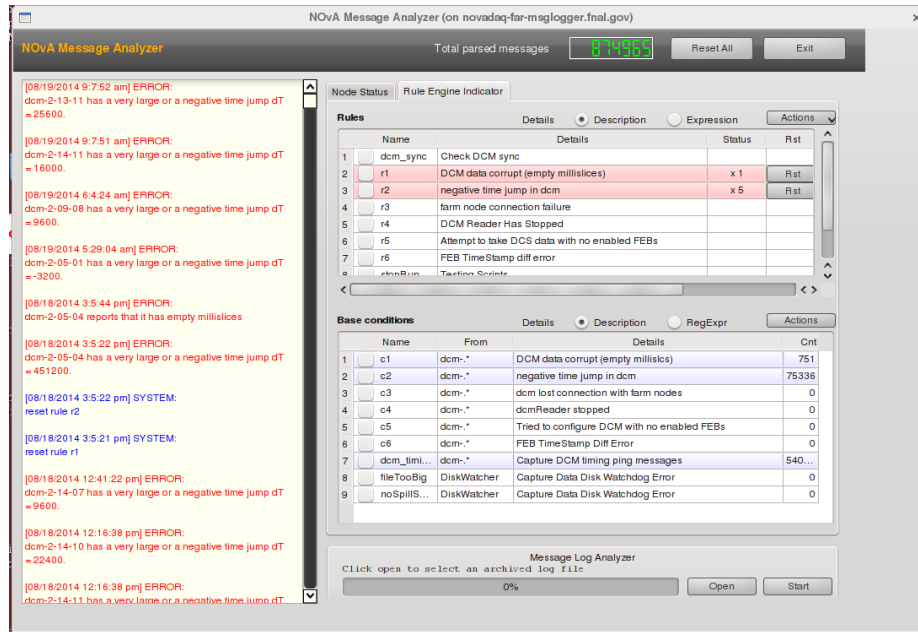 NOvA Message Analyzer (on novadaq-far-msglogger.fnal.gov)
NOvA Message Analyzer
Total parsed messages
874965
Reset All
Exit
[08/19/2014 9:7:52 am] ERROR:
dcm-2-13-11 has a very large or a negative time jump dT
=25600.
[08/19/2014 9:7:51 am] ERROR:
dcm-2-14-11 has a very large or a negative time jump dT
=16000.
[08/19/2014 6:4:24 am] ERROR:
dcm-2-09-08 has a very large or a negative time jump dT
=9600.
[08/19/2014 5:29:04 am] ERROR:
dcm-2-05-01 has a very large or a negative time jump dT
=-3200.
[08/18/2014 3:5:44 pm] ERROR:
dcm-2-05-04 reports that it has empty millislices
[08/18/2014 3:5:22 pm] ERROR:
dcm-2-05-04 has a very large or a negative time jump dT
=451200.
[08/18/2014 3:5:22 pm] SYSTEM:
reset rule r2
[08/18/2014 3:5:21 pm] SYSTEM:
reset rule r1
[08/18/2014 12:41:22 pm] ERROR:
dcm-2-14-07 has a very large or a negative time jump dT
=9600.
[08/18/2014 12:16:38 pm] ERROR:
dcm-2-14-10 has a very large or a negative time jump dT
=22400.
[08/18/2014 12:16:38 pm] ERROR:
dcm-2-14-11 has a very large or a negative time jump dT
Node Status Rule Engine Indicator
Rules Details Description Expression Actions
Name Details Status Rst
1 dcm_sync Check DCM sync
2 r1 DCM data corrupt (empty millislices) x 1 Rst
3 r2 negative time jump in dcm x 5 Rst
4 r3 farm node connection failure
5 r4 DCM Reader Has Stopped
6 r5 Attempt to take DCS data with no enabled FEBs
7 r6 FEB TimeStamp diff error
8 stopRun Testing Scripts
Base conditions Details Description RegExpr Actions
Name From Details Cnt
1 c1 dcm-.* DCM data corrupt (empty millislcs) 751
2 c2 dcm-.* negative time jump in dcm 75336
3 c3 dcm-.* dcm lost connection with farm nodes 0
4 c4 dcm-.* dcmReader stopped 0
5 c5 dcm-.* Tried to configure DCM with no enabled FEBs 0
6 c6 dcm-.* FEB TimeStamp Diff Error 0
7 dcm_timi... dcm-.* Capture DCM timing ping messages 540...
8 fileTooBig DiskWatcher Capture Data Disk Watchdog Error 0
9 noSpillS... DiskWatcher Capture Data Disk Watchdog Error 0
Message Log Analyzer
Click open to select an archived log file
0%
Open
Start